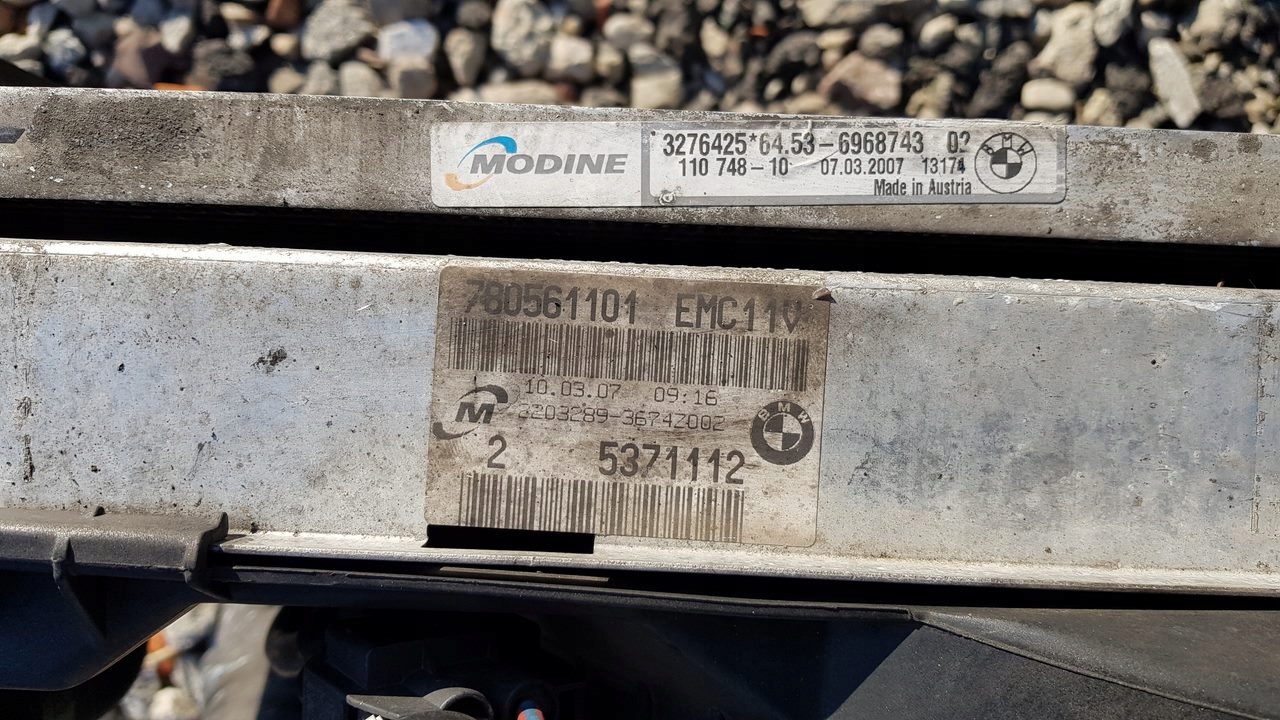 MODINE
3276425*64.53-6968743 02
110 748-10 07.03.2007 13174
Made in Austria
BMW
780561101 EMC11V
10.03.07 09:16
M 3203289-3674Z002
BMW
2 5371112